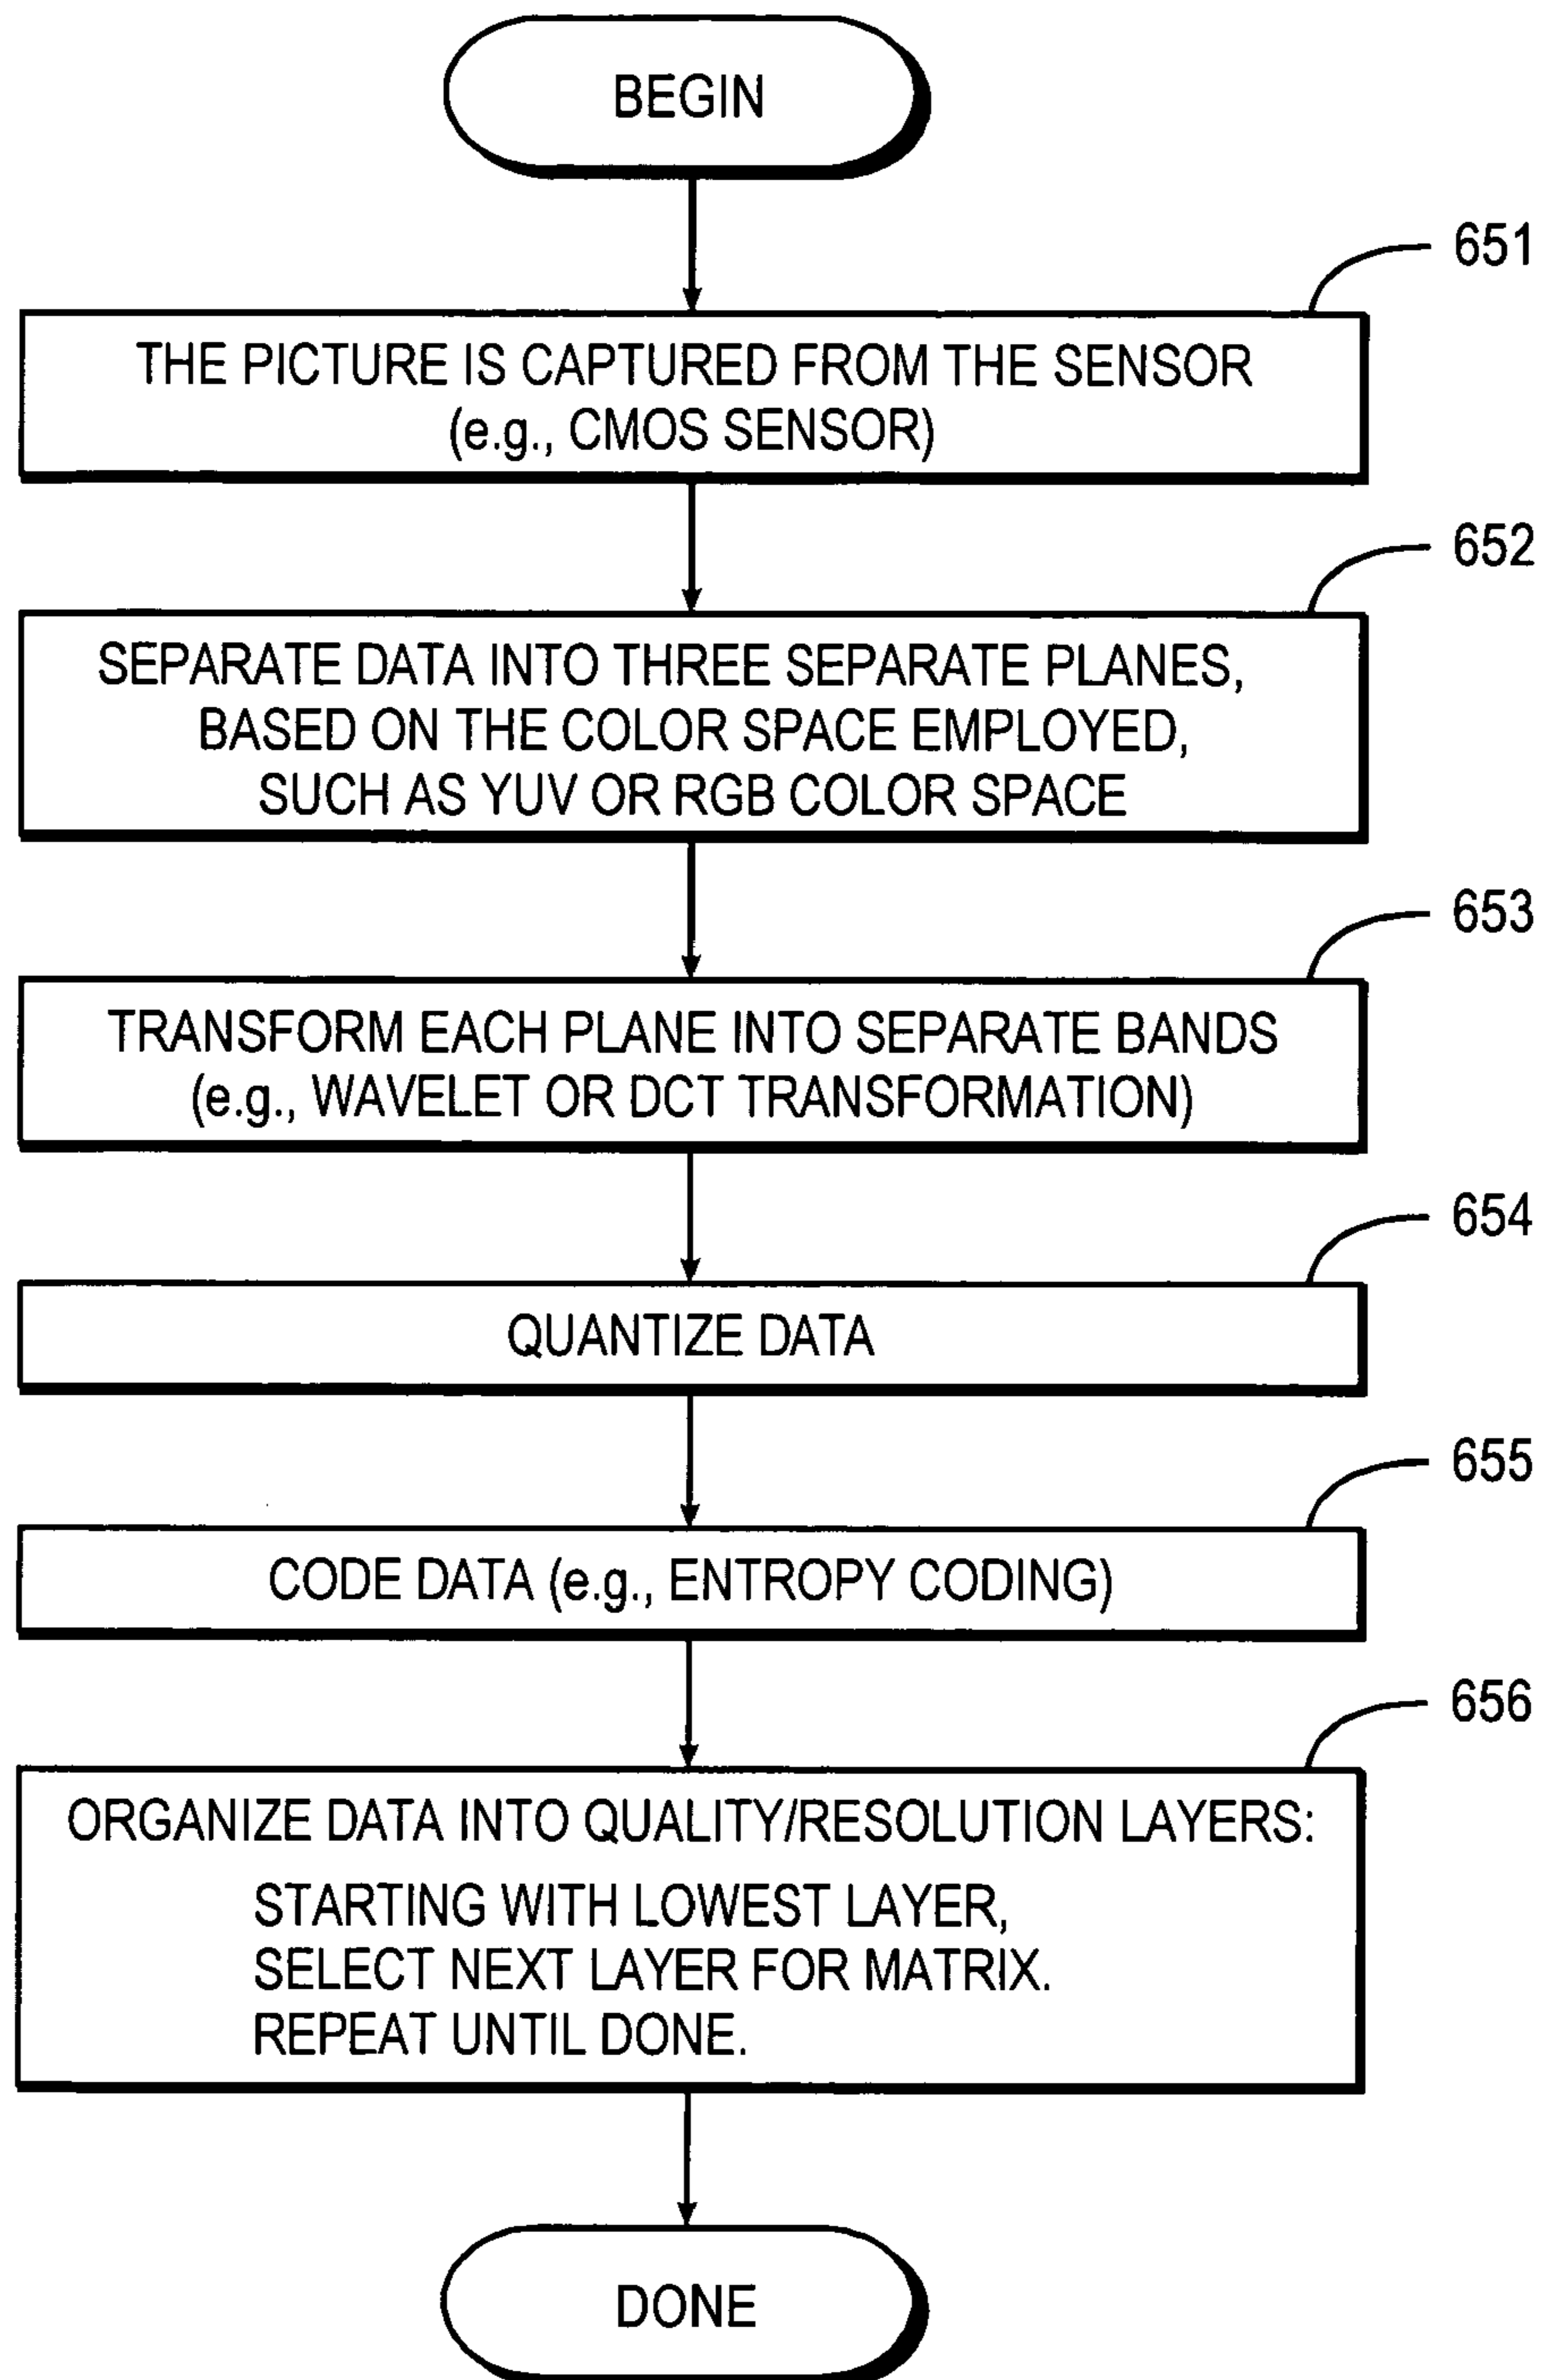 BEGIN
651
THE PICTURE IS CAPTURED FROM THE SENSOR
(e.g., CMOS SENSOR)
652
SEPARATE DATA INTO THREE SEPARATE PLANES,
BASED ON THE COLOR SPACE EMPLOYED,
SUCH AS YUV OR RGB COLOR SPACE
653
TRANSFORM EACH PLANE INTO SEPARATE BANDS
(e.g., WAVELET OR DCT TRANSFORMATION)
654
QUANTIZE DATA
655
CODE DATA (e.g., ENTROPY CODING)
656
ORGANIZE DATA INTO QUALITY/RESOLUTION LAYERS:
STARTING WITH LOWEST LAYER,
SELECT NEXT LAYER FOR MATRIX.
REPEAT UNTIL DONE.
DONE